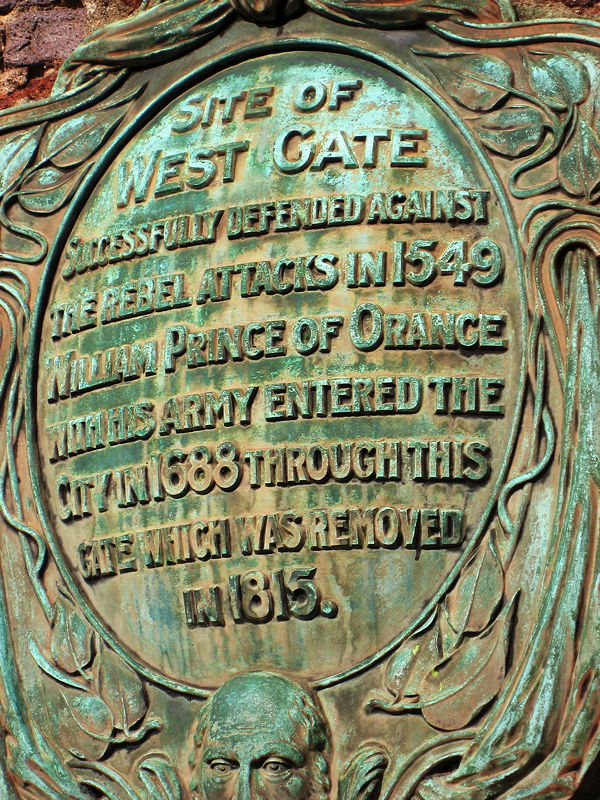 SITE OF
WEST GATE
SUCCESSFULLY DEFENDED AGAINST
THE REBEL ATTACKS IN 1549
WILLIAM PRINCE OF ORANGE
WITH HIS ARMY ENTERED THE
CITY IN 1688 THROUGH THIS
GATE WHICH WAS REMOVED
IN 1815.